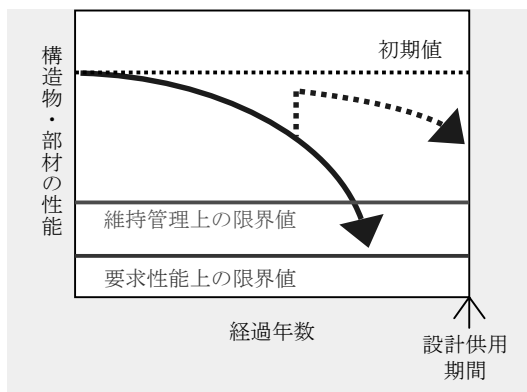 構造物・部材の性能
初期値
維持管理上の限界値
要求性能上の限界値
経過年数
設計供用
期間